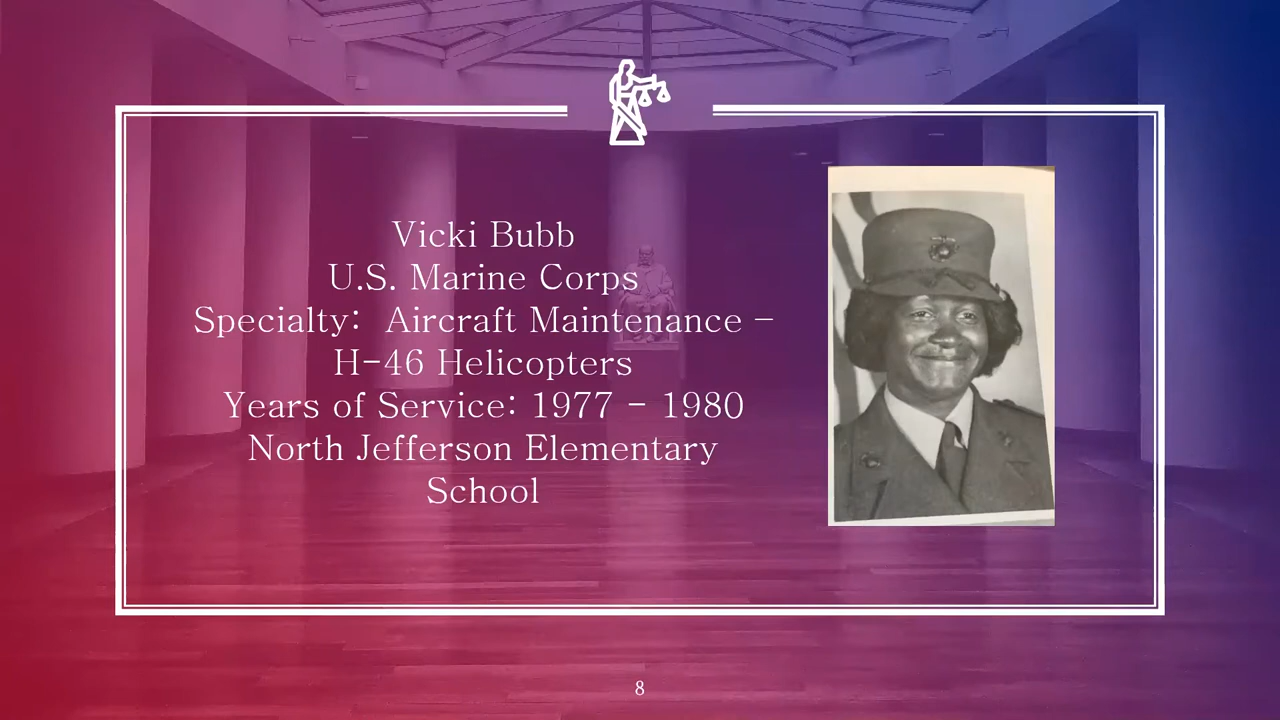 Vicki Bubb
U.S. Marine Corps
Specialty:  Aircraft Maintenance –
H-46 Helicopters
Years of Service: 1977 – 1980
North Jefferson Elementary
School
8